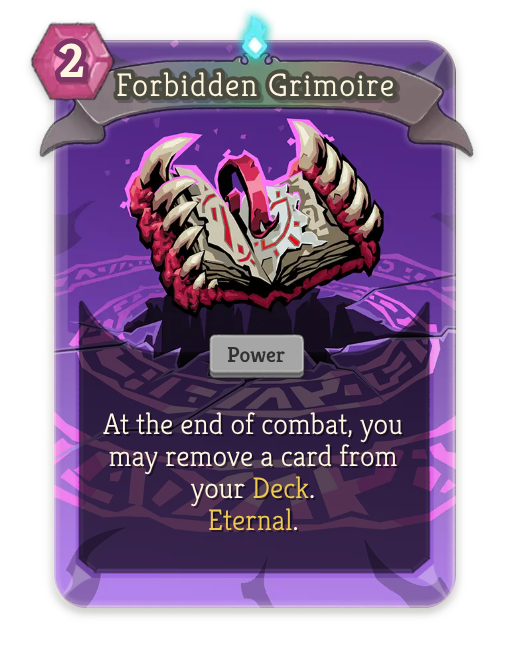 2
Forbidden Grimoire
Power
At the end of combat, you
may remove a card from
your Deck.
Eternal.